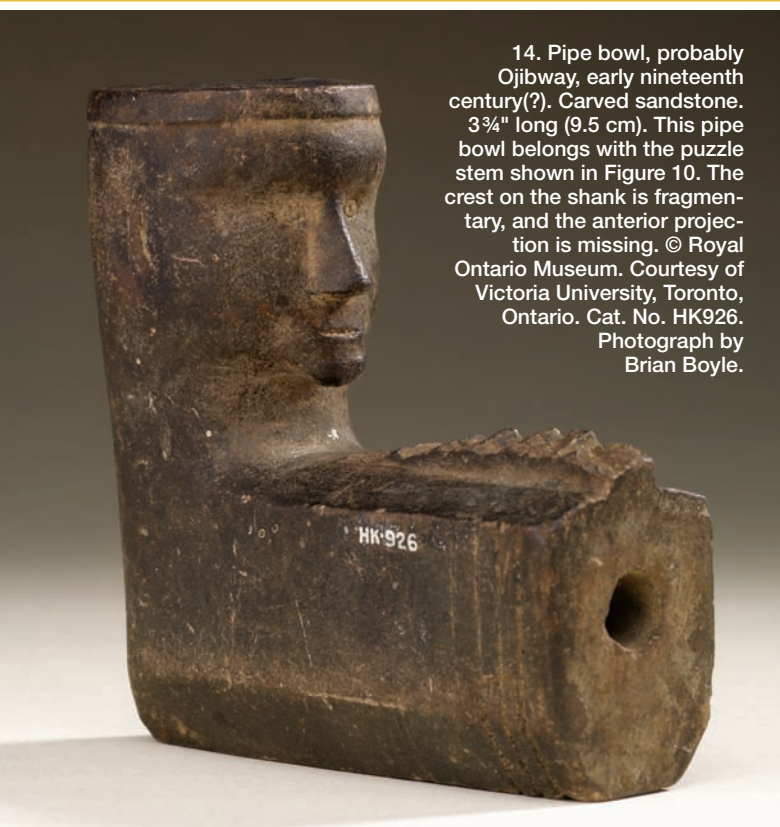 14. Pipe bowl, probably
Ojibway, early nineteenth
century(?). Carved sandstone.
3¾" long (9.5 cm). This pipe
bowl belongs with the puzzle
stem shown in Figure 10. The
crest on the shank is fragmen-
tary, and the anterior projec-
tion is missing. © Royal
Ontario Museum. Courtesy of
Victoria University, Toronto,
Ontario. Cat. No. HK926.
Photograph by
Brian Boyle.
HK·926